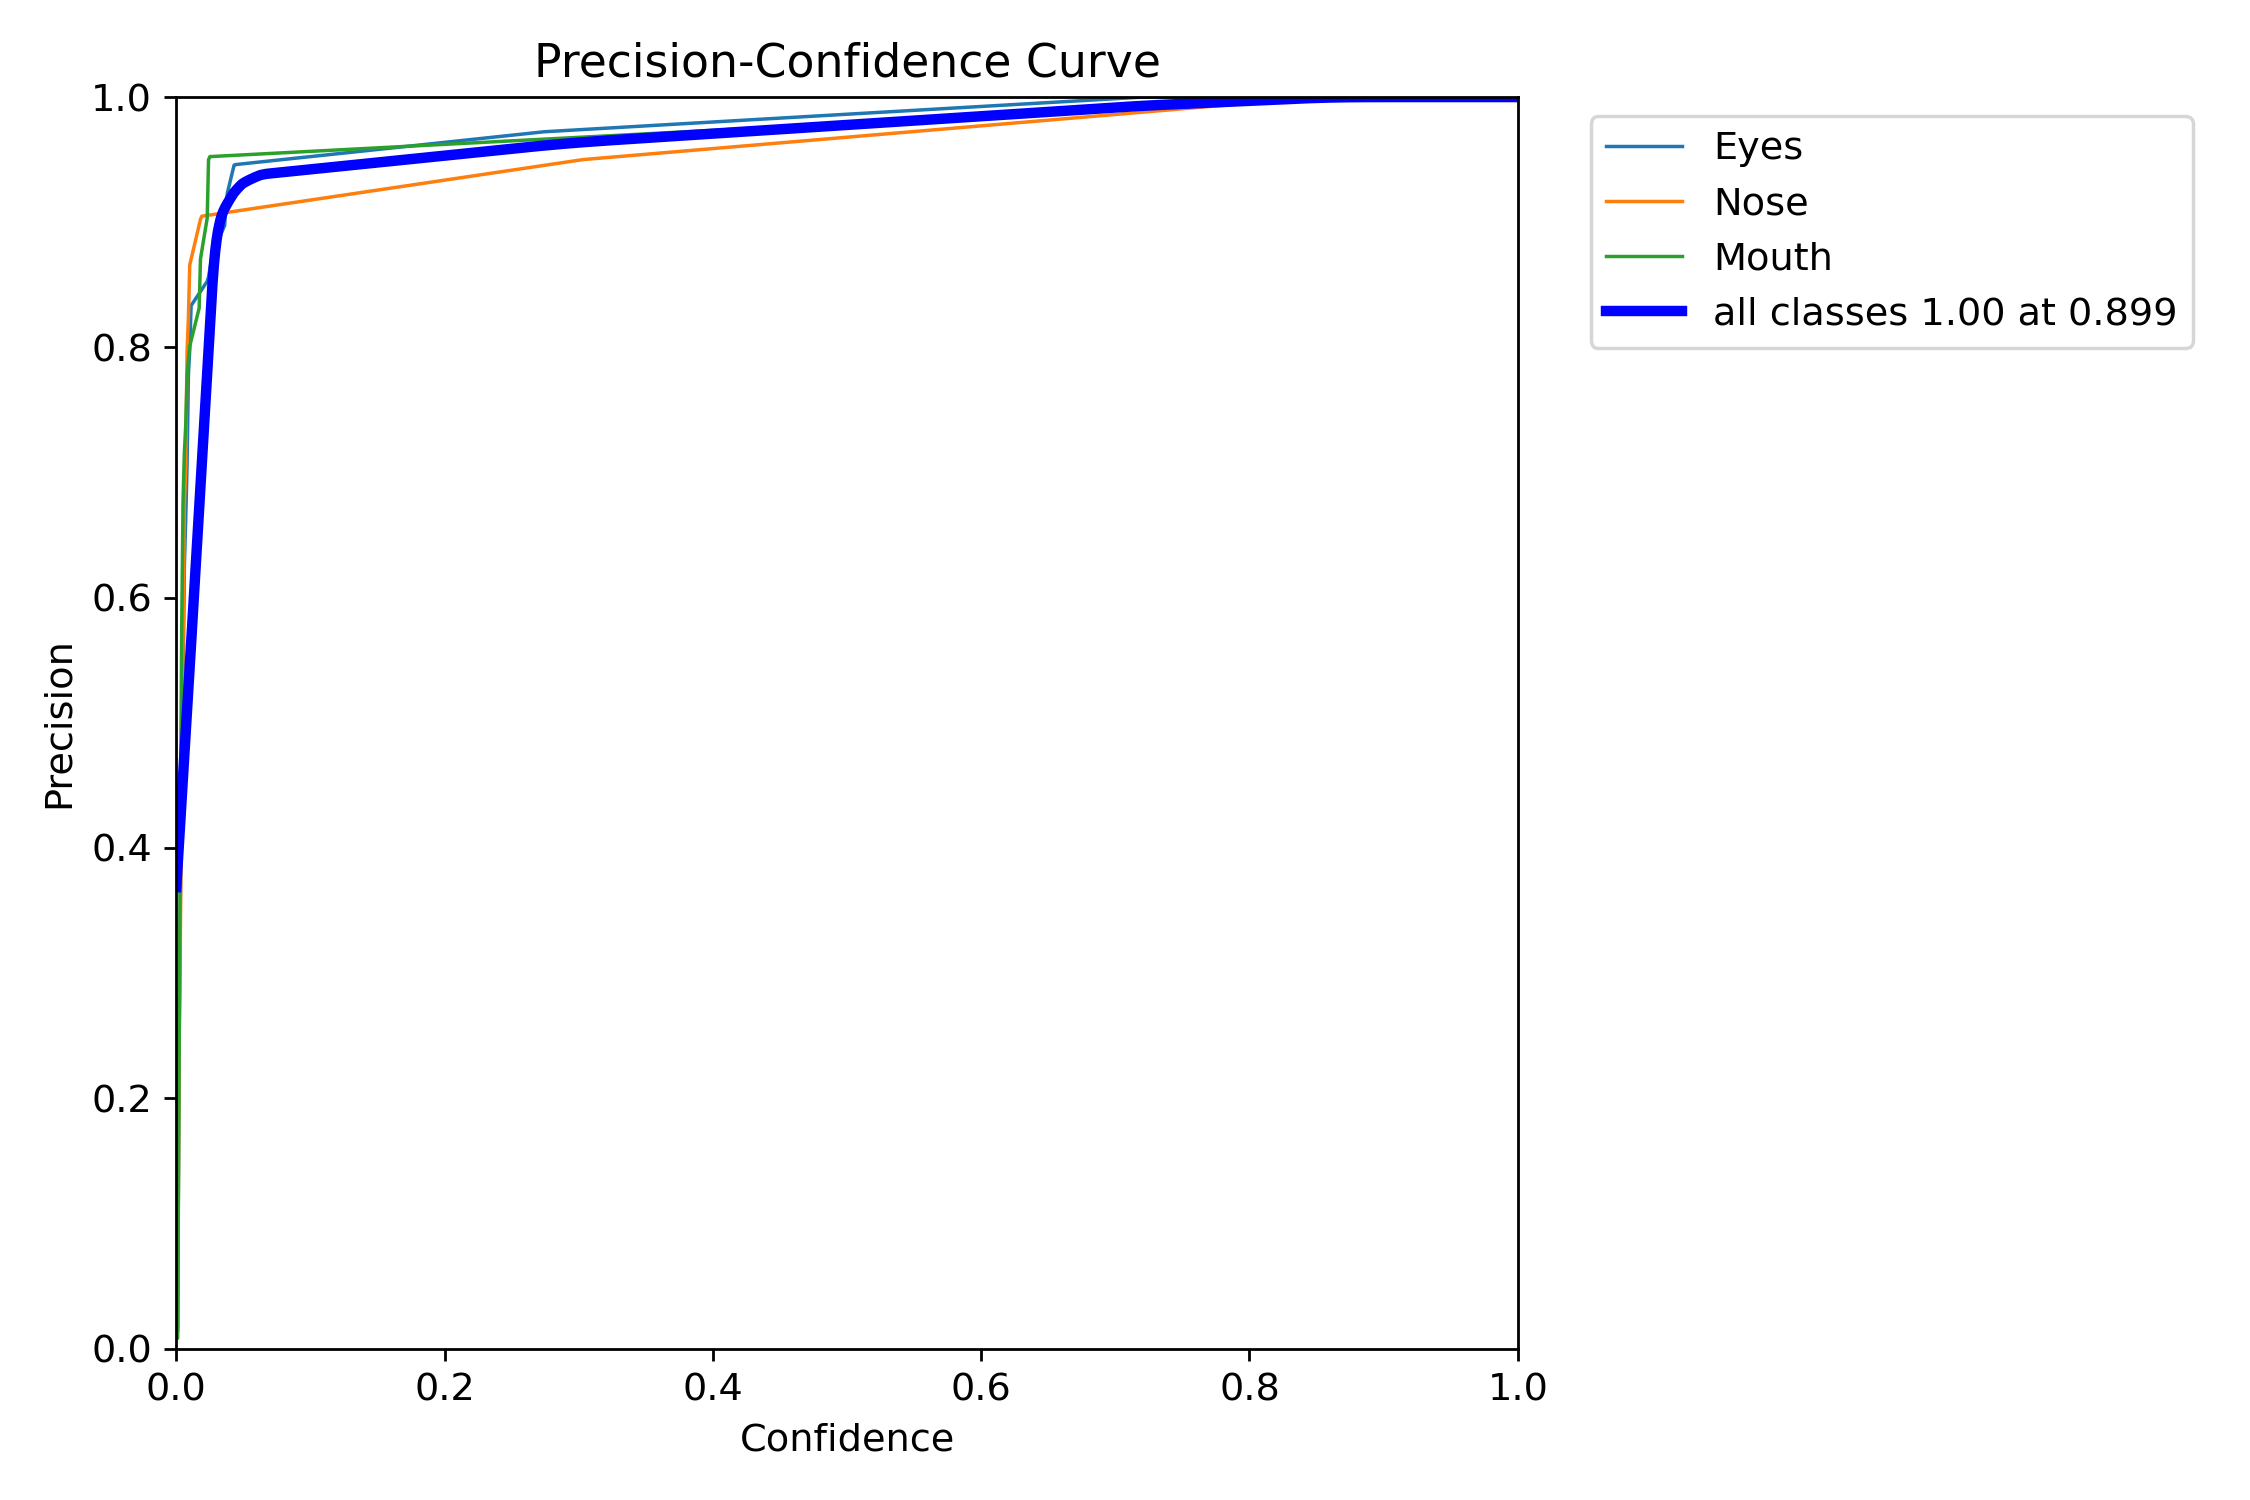 Precision-Confidence Curve
1.0
0.8
0.6
0.4
0.2
0.0
Precision
0.0 0.2 0.4 0.6 0.8 1.0
Confidence
Eyes
Nose
Mouth
all classes 1.00 at 0.899